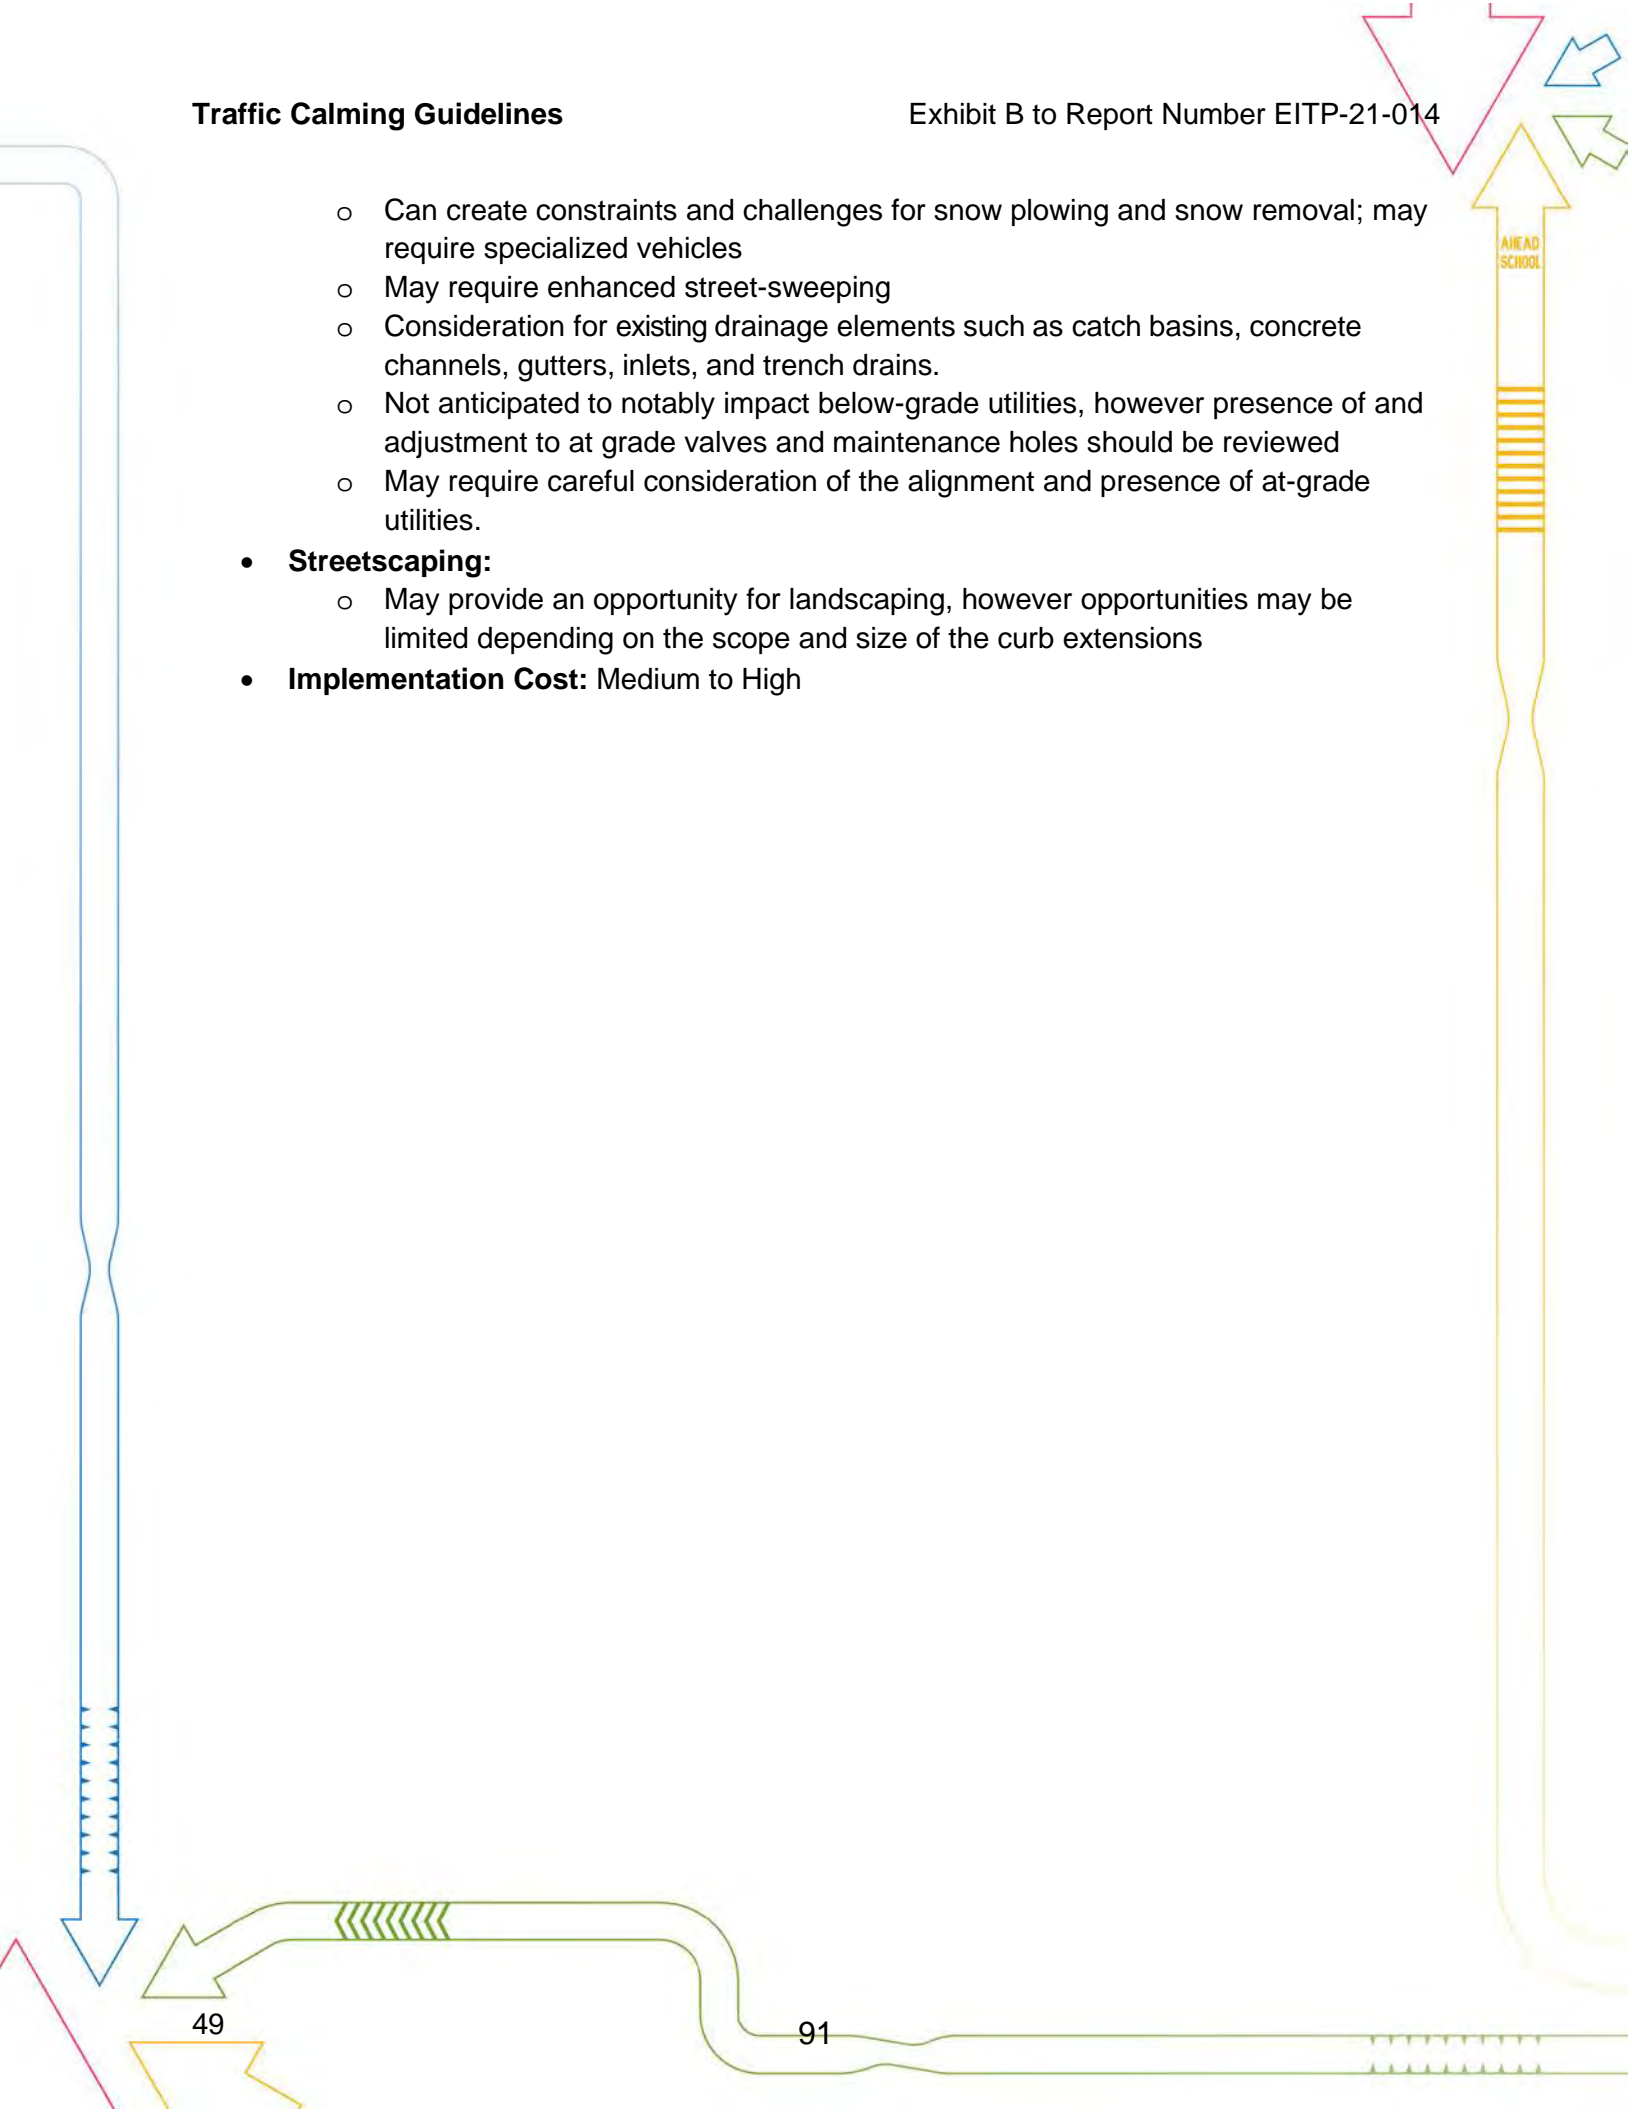 Traffic Calming Guidelines Exhibit B to Report Number EITP-21-014
o Can create constraints and challenges for snow plowing and snow removal; may
require specialized vehicles
o May require enhanced street-sweeping
o Consideration for existing drainage elements such as catch basins, concrete
channels, gutters, inlets, and trench drains.
o Not anticipated to notably impact below-grade utilities, however presence of and
adjustment to at grade valves and maintenance holes should be reviewed
o May require careful consideration of the alignment and presence of at-grade
utilities.
• Streetscaping:
o May provide an opportunity for landscaping, however opportunities may be
limited depending on the scope and size of the curb extensions
• Implementation Cost: Medium to High
AHEAD
SCHOOL
49
91